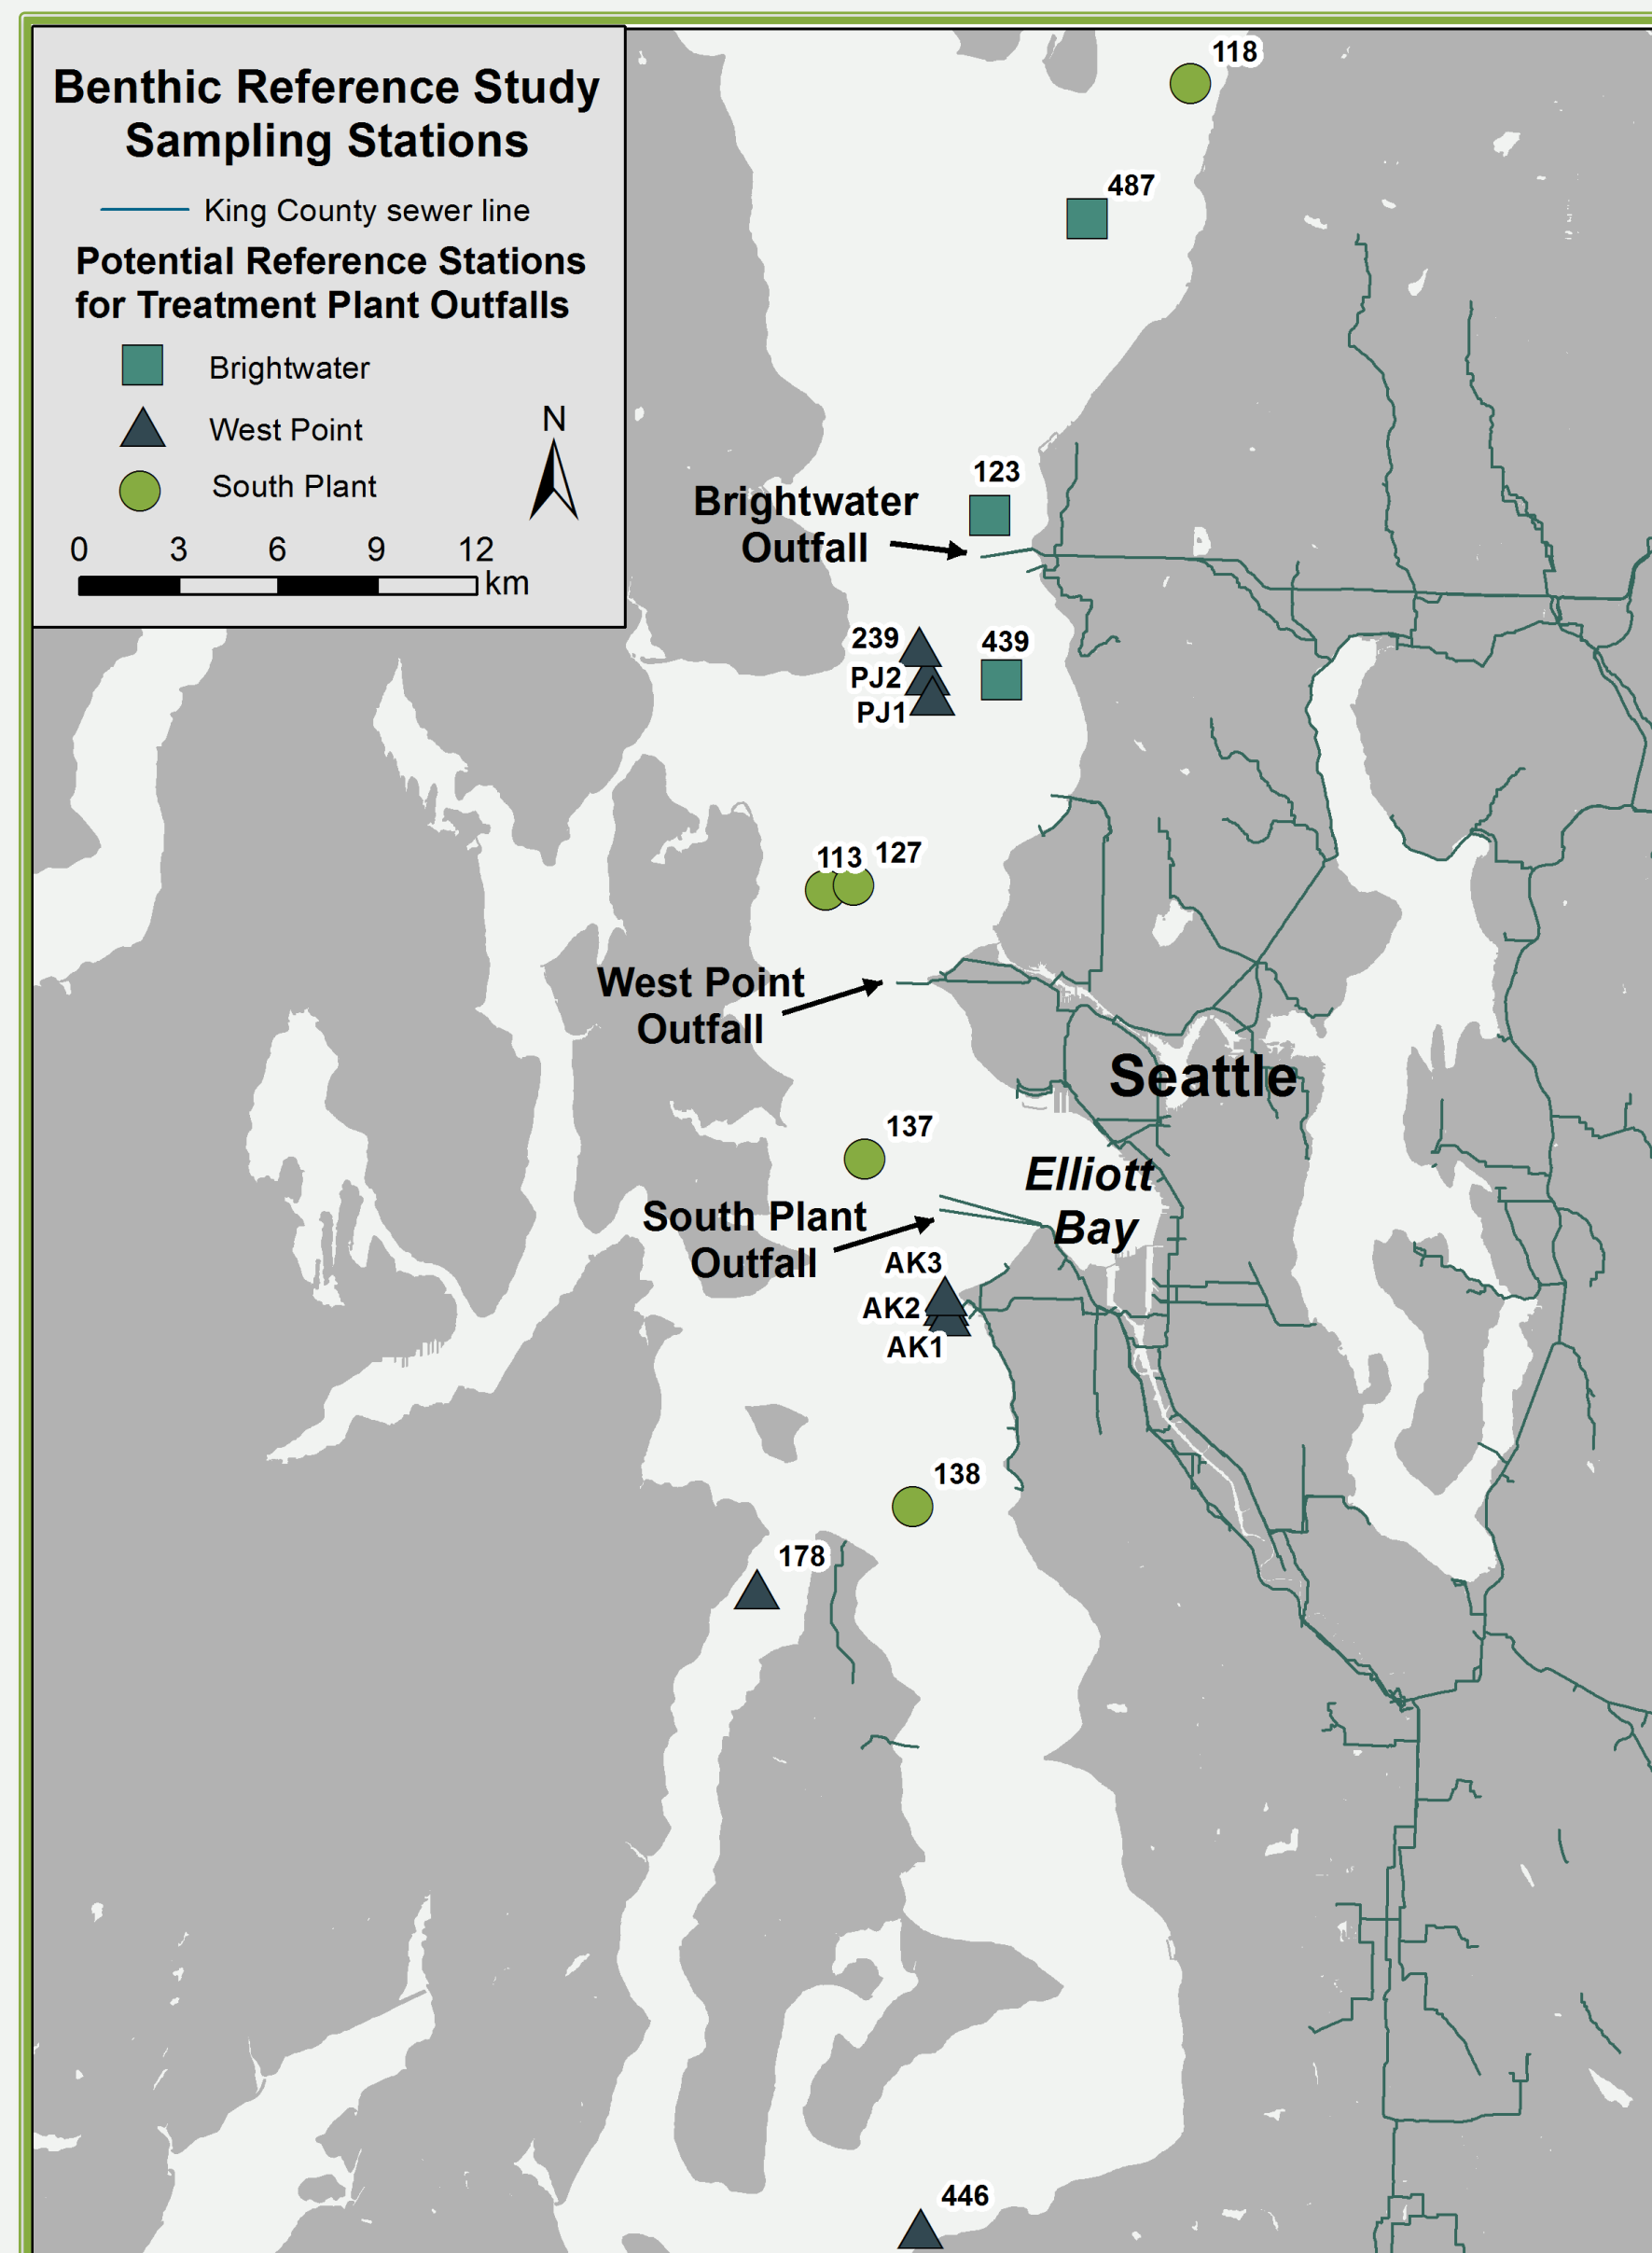 Benthic Reference Study
Sampling Stations
King County sewer line
Potential Reference Stations
for Treatment Plant Outfalls
Brightwater
West Point
South Plant
N
0 3 6 9 12
km
118
487
123
Brightwater
Outfall
239
439
PJ2
PJ1
113
127
West Point
Outfall
Seattle
137
Elliott
Bay
South Plant
Outfall
AK3
AK2
AK1
138
178
446